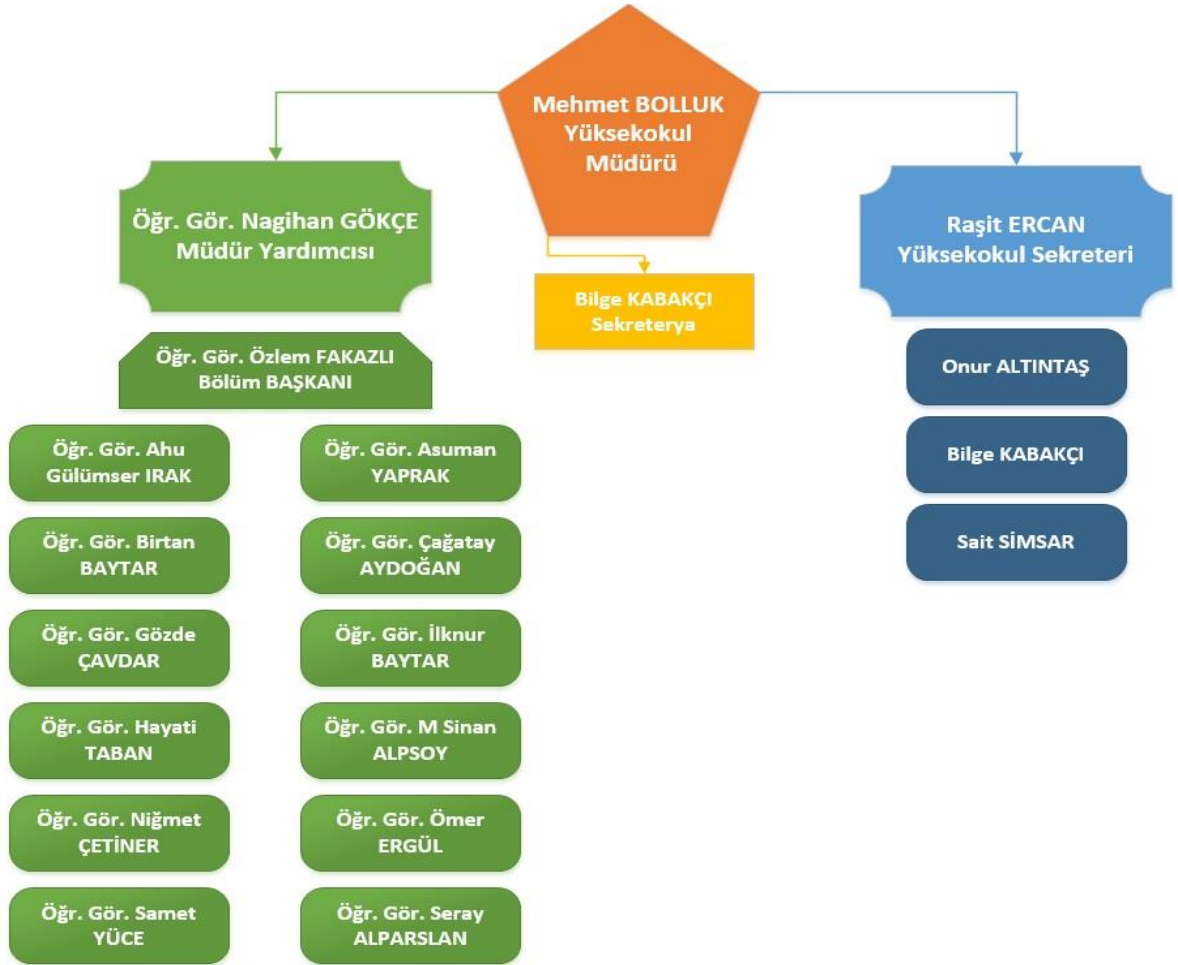 Mehmet BOLLUK
Yüksekokul
Müdürü
Öğr. Gör. Nagihan GÖKÇE
Müdür Yardımcısı
Raşit ERCAN
Yüksekokul Sekreteri
Bilge KABAKÇI
Sekreterya
Öğr. Gör. Özlem FAKAZLI
Bölüm BAŞKANI
Öğr. Gör. Ahu
Gülümser IRAK
Öğr. Gör. Asuman
YAPRAK
Öğr. Gör. Birtan
BAYTAR
Öğr. Gör. Çağatay
AYDOĞAN
Öğr. Gör. Gözde
ÇAVDAR
Öğr. Gör. İlknur
BAYTAR
Öğr. Gör. Hayati
TABAN
Öğr. Gör. M Sinan
ALPSOY
Öğr. Gör. Niğmet
ÇETİNER
Öğr. Gör. Ömer
ERGÜL
Öğr. Gör. Samet
YÜCE
Öğr. Gör. Seray
ALPARSLAN
Onur ALTINTAŞ
Bilge KABAKÇI
Sait SİMSAR